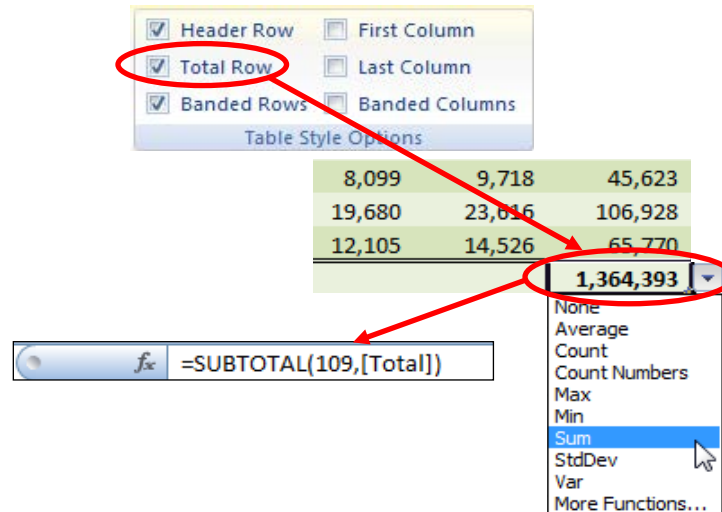 Header Row First Column
Total Row Last Column
Banded Rows Banded Columns
Table Style Options
8,099 9,718 45,623
19,680 23,616 106,928
12,105 14,526 65,770
1,364,393
None
Average
Count
Count Numbers
Max
Min
Sum
StdDev
Var
More Functions...
fx =SUBTOTAL(109,[Total])